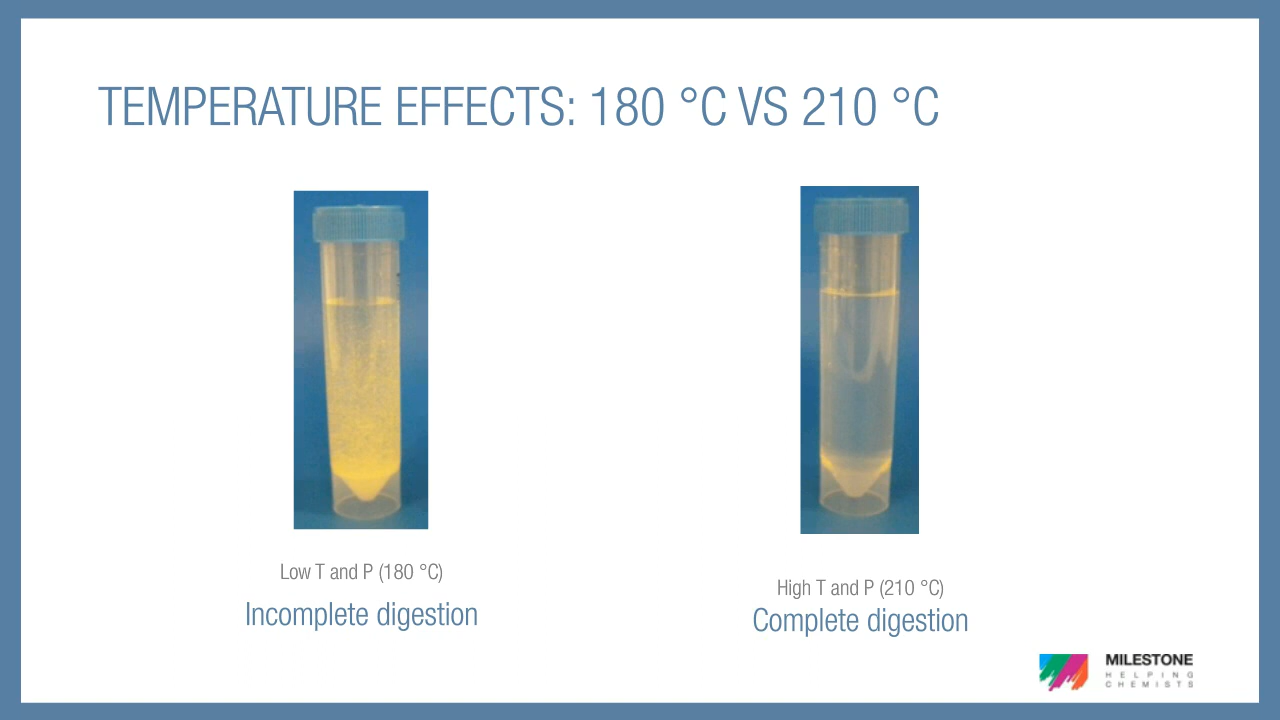 TEMPERATURE EFFECTS: 180 °C VS 210 °C
Low T and P (180 °C)
Incomplete digestion
High T and P (210 °C)
Complete digestion
MILESTONE
HELPING
CHEMISTS